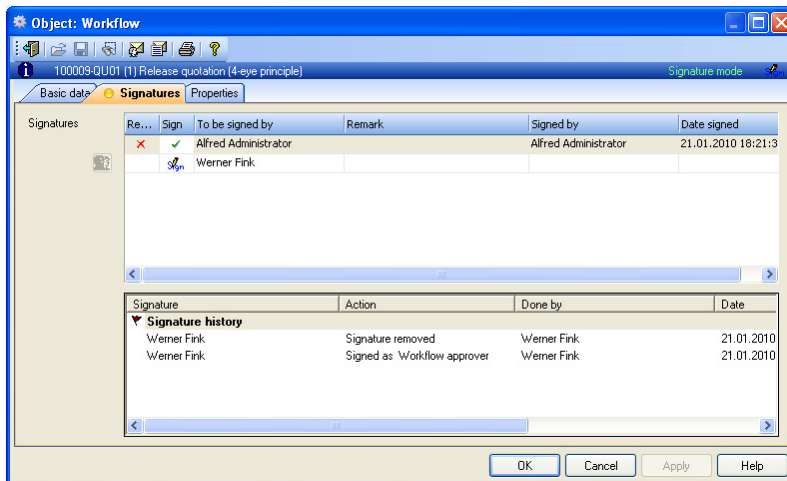 Object: Workflow
100009-QU01 (1) Release quotation (4-eye principle) Signature mode Sign
Basic data Signatures Properties
Signatures
Re... Sign To be signed by Remark Signed by Date signed
Alfred Administrator Alfred Administrator 21.01.2010 18:21:3
Sign Werner Fink
Signature Action Done by Date
Signature history
Werner Fink Signature removed Werner Fink 21.01.2010
Werner Fink Signed as Workflow approver Werner Fink 21.01.2010
OK Cancel Apply Help